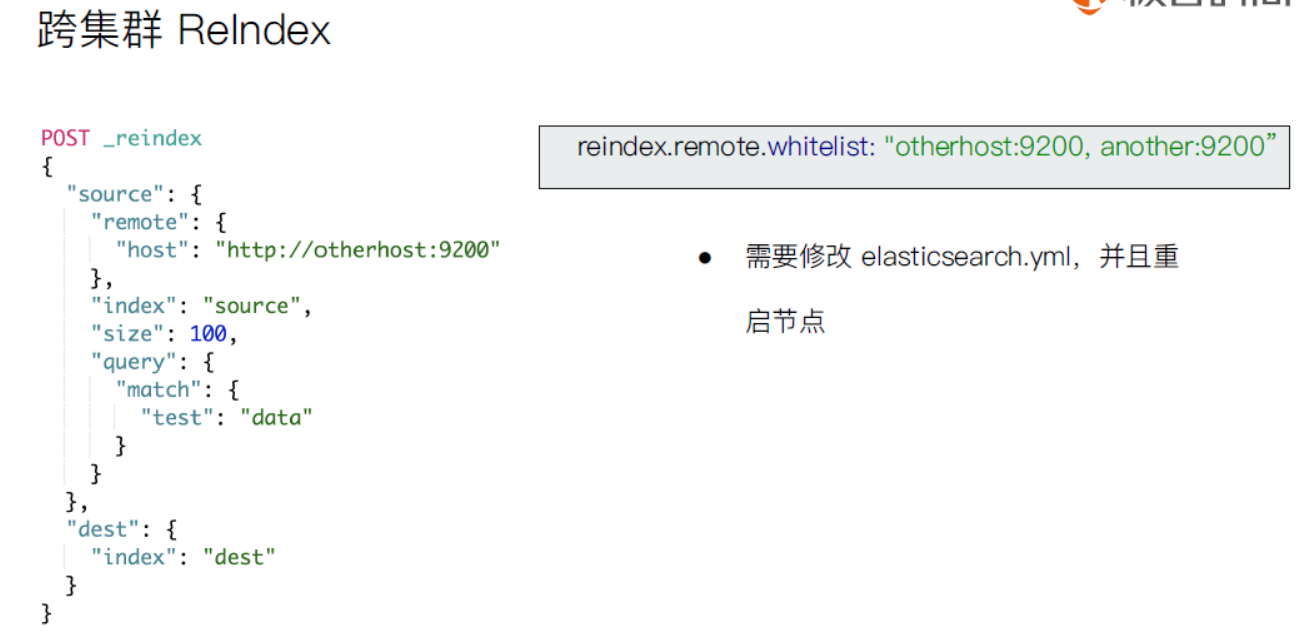 跨集群 ReIndex
POST _reindex
{
  "source": {
    "remote": {
      "host": "http://otherhost:9200"
    },
    "index": "source",
    "size": 100,
    "query": {
      "match": {
        "test": "data"
      }
    }
  },
  "dest": {
    "index": "dest"
  }
}
reindex.remote.whitelist: "otherhost:9200, another:9200”
● 需要修改 elasticsearch.yml，并且重
启节点